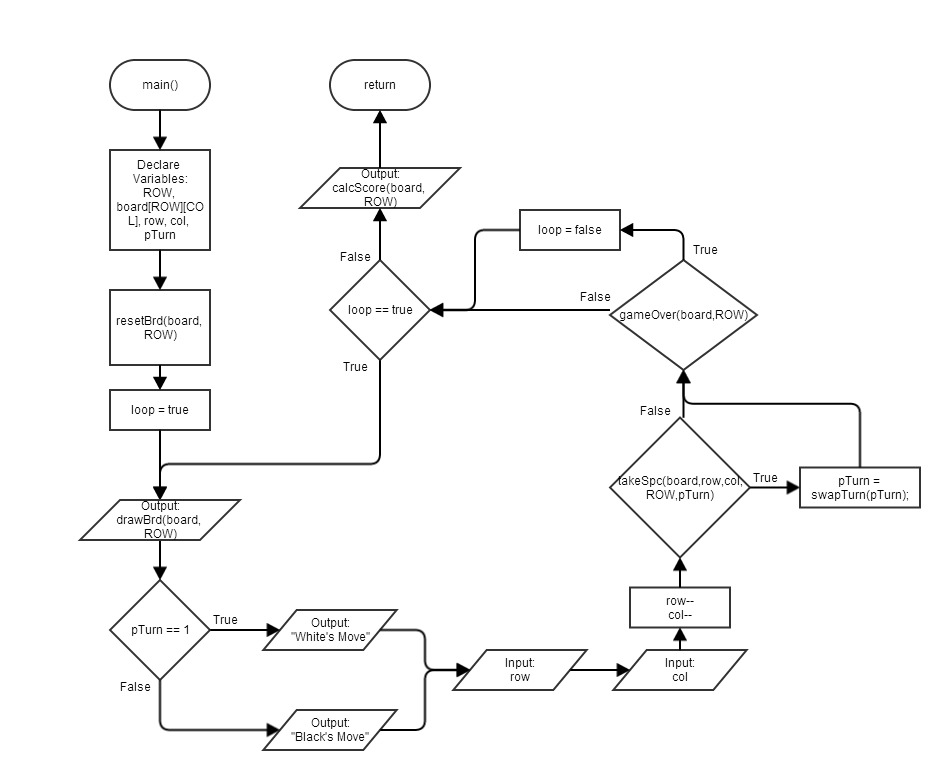 main()
Declare
Variables:
ROW,
board[ROW][CO
L], row, col,
pTurn
resetBrd(board,
ROW)
loop = true
Output:
drawBrd(board,
ROW)
pTurn == 1
True
False
Output:
"White's Move"
Output:
"Black's Move"
Input:
row
Input:
col
row--
col--
takeSpc(board,row,col,
ROW,pTurn)
True
False
pTurn =
swapTurn(pTurn);
gameOver(board,ROW)
True
False
loop = false
loop == true
True
False
Output:
calcScore(board,
ROW)
return